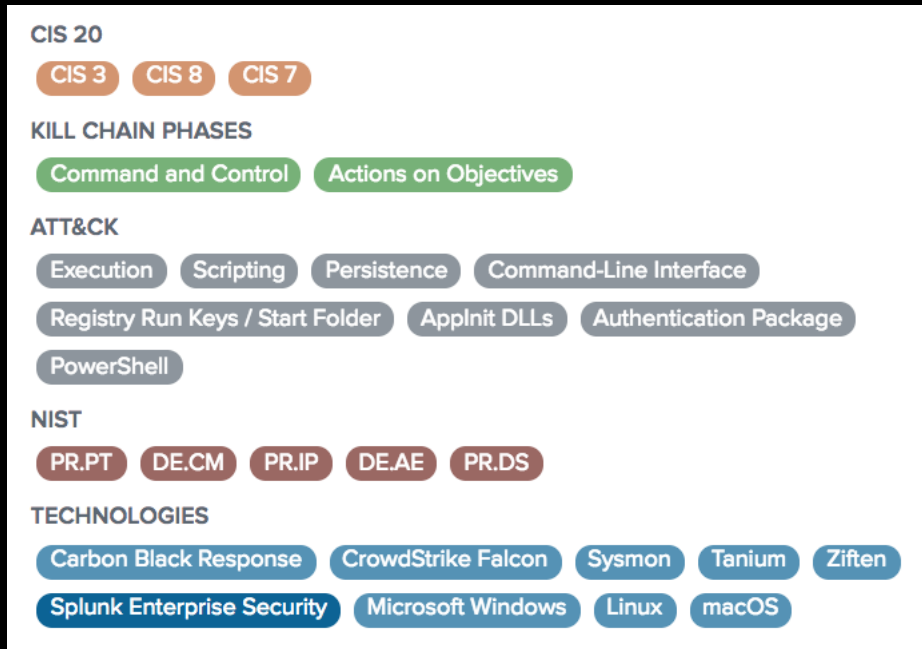 CIS 20
CIS 3 CIS 8 CIS 7
KILL CHAIN PHASES
Command and Control Actions on Objectives
ATT&CK
Execution Scripting Persistence Command-Line Interface
Registry Run Keys / Start Folder AppInit DLLs Authentication Package
PowerShell
NIST
PR.PT DE.CM PR.IP DE.AE PR.DS
TECHNOLOGIES
Carbon Black Response CrowdStrike Falcon Sysmon Tanium Ziften
Splunk Enterprise Security Microsoft Windows Linux macOS